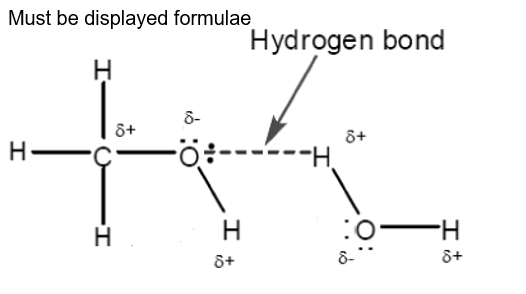 Must be displayed formulae
Hydrogen bond
H
δ+ δ-
H C O H δ+
H H O H
δ+ δ- δ+